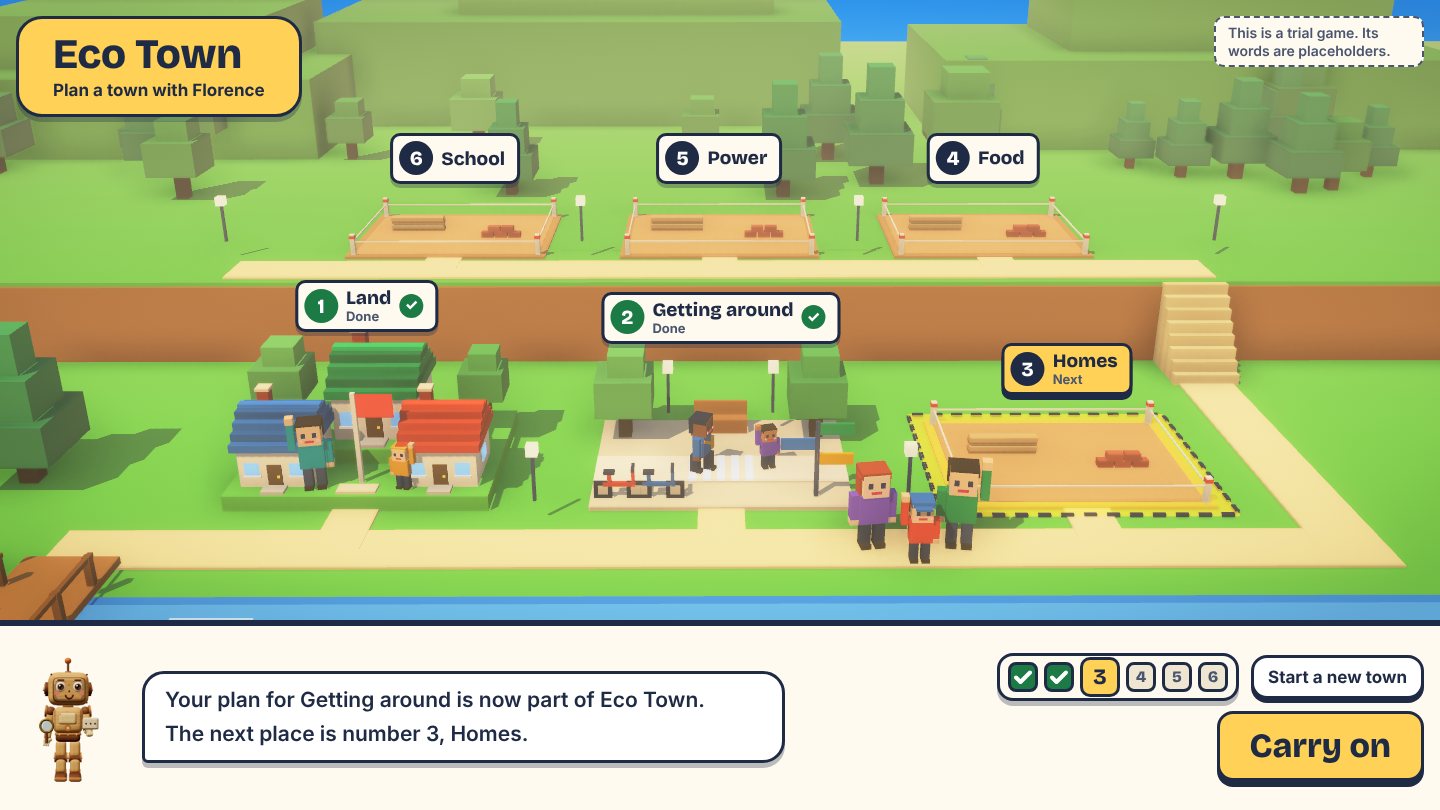 Eco Town
Plan a town with Florence
This is a trial game. Its
words are placeholders.
6 School
5 Power
4 Food
1 Land
Done
2 Getting around
Done
3 Homes
Next
Your plan for Getting around is now part of Eco Town.
The next place is number 3, Homes.
3 4 5 6
Start a new town
Carry on